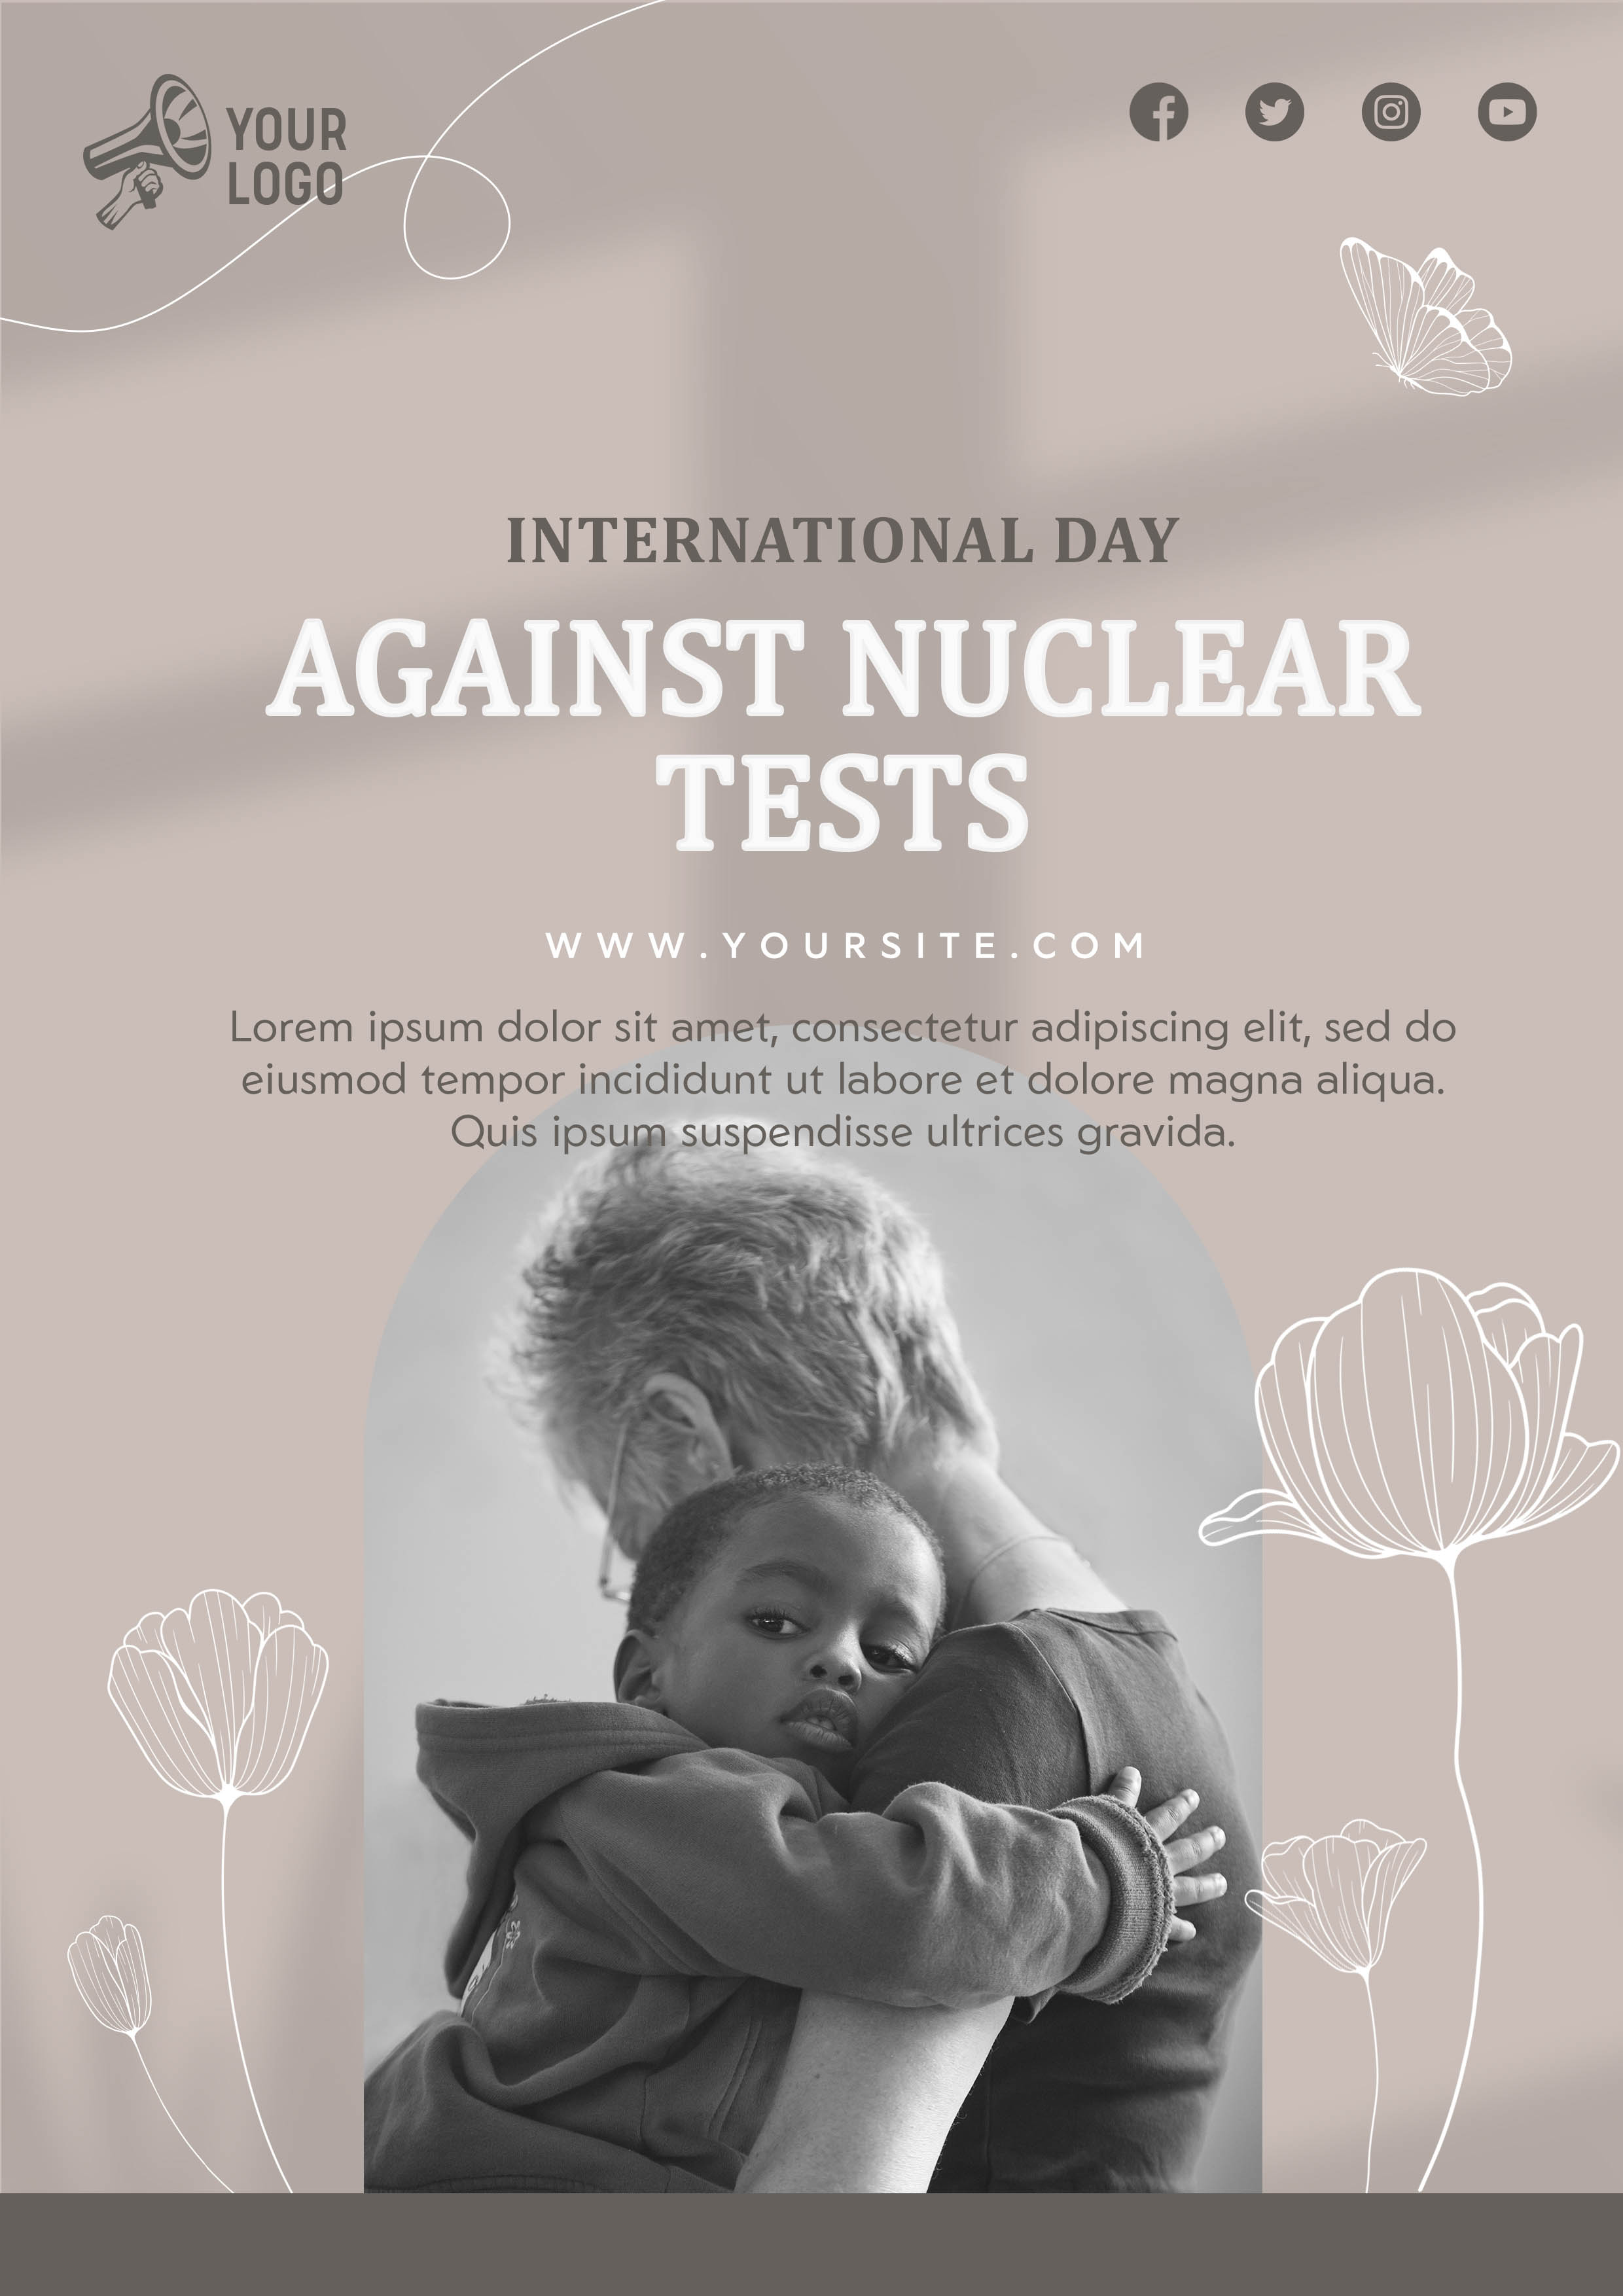 YOUR
LOGO
INTERNATIONAL DAY
AGAINST NUCLEAR
TESTS
WWW.YOURSITE.COM
Lorem ipsum dolor sit amet, consectetur adipiscing elit, sed do
eiusmod tempor incididunt ut labore et dolore magna aliqua.
Quis ipsum suspendisse ultrices gravida.